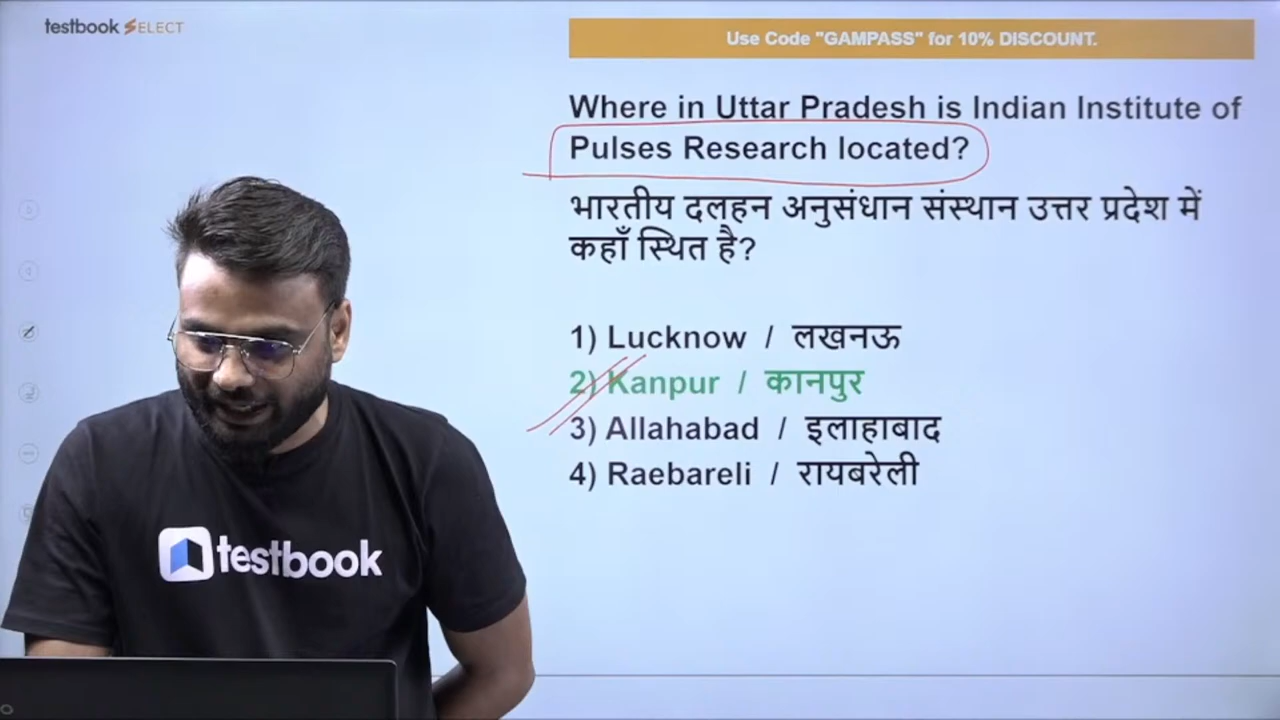 testbook SELECT
Use Code "GAMPASS" for 10% DISCOUNT.
Where in Uttar Pradesh is Indian Institute of
Pulses Research located?
भारतीय दलहन अनुसंधान संस्थान उत्तर प्रदेश में
कहाँ स्थित है?
1) Lucknow / लखनऊ
2) Kanpur / कानपुर
3) Allahabad / इलाहाबाद
4) Raebareli / रायबरेली
testbook